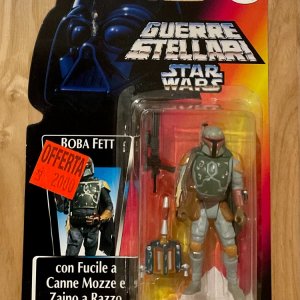 GUERRE
STELLARI
STAR
WARS
BOBA FETT
OFFERTA
con Fucile a
Canne Mozze e
Zaino a Razzo